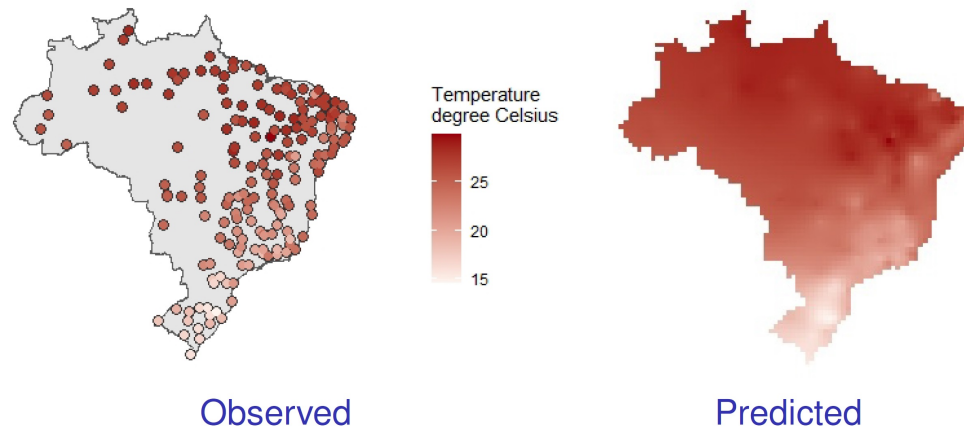 Temperature
degree Celsius
25
20
15
Observed
Predicted